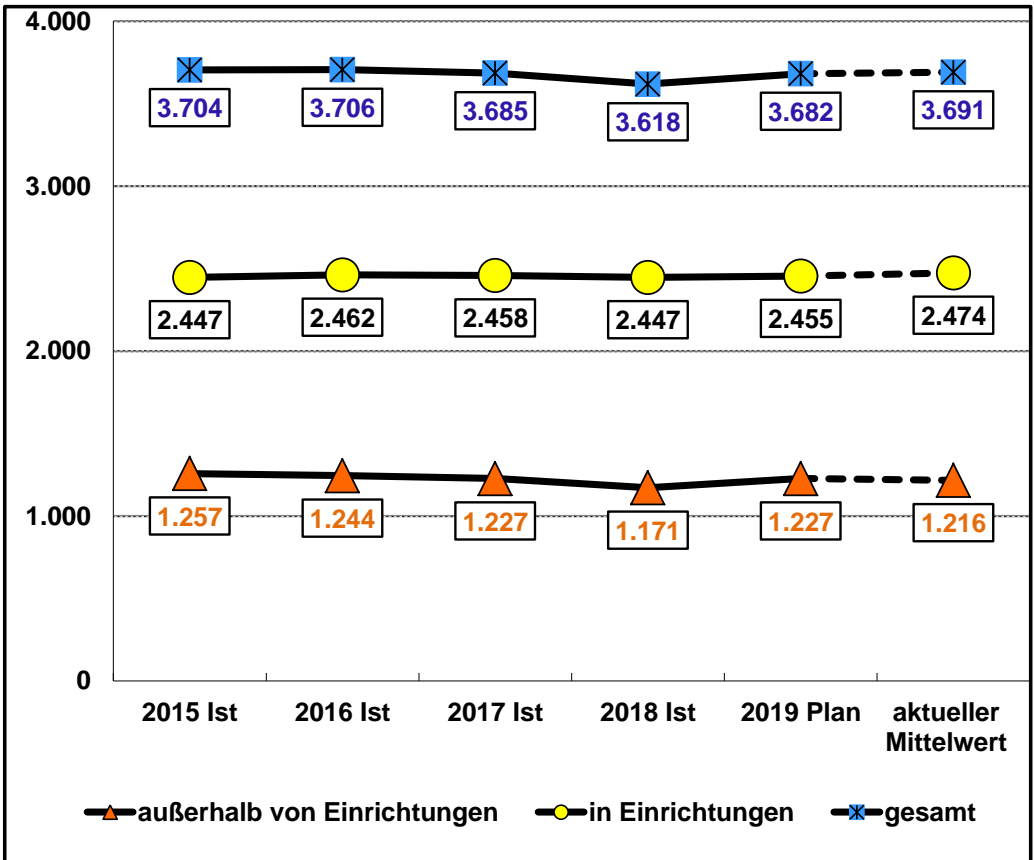 4.000
3.704 3.706 3.685 3.618 3.682 3.691
3.000
2.447 2.462 2.458 2.447 2.455 2.474
2.000
1.257 1.244 1.227 1.171 1.227 1.216
1.000
0
2015 Ist 2016 Ist 2017 Ist 2018 Ist 2019 Plan aktueller
Mittelwert
außerhalb von Einrichtungen in Einrichtungen gesamt